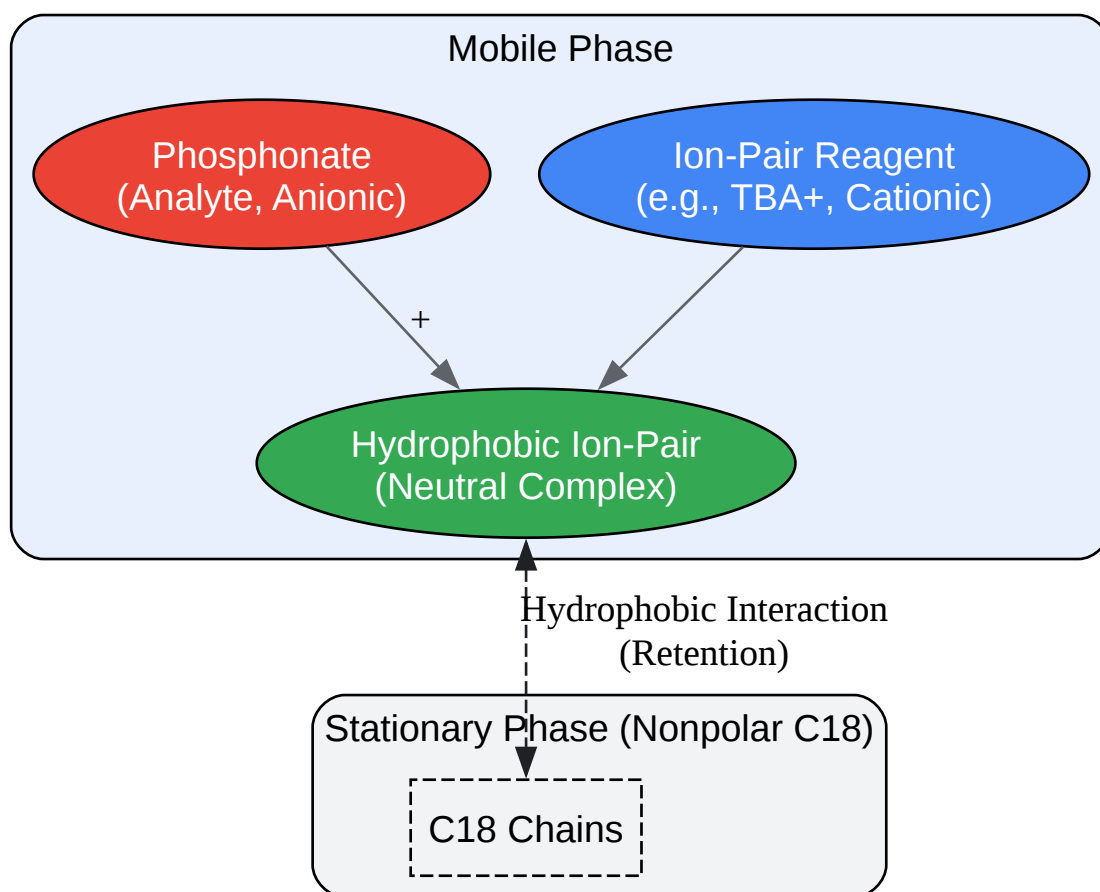 Mobile Phase
Phosphonate
(Analyte, Anionic)
Ion-Pair Reagent
(e.g., TBA+, Cationic)
+
Hydrophobic Ion-Pair
(Neutral Complex)
Hydrophobic Interaction
(Retention)
Stationary Phase (Nonpolar C18)
C18 Chains